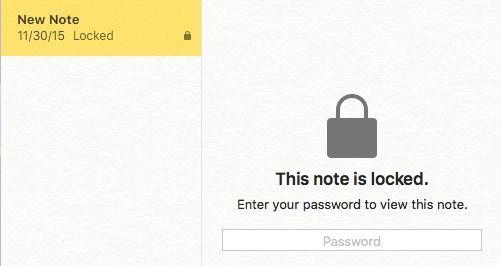 New Note
11/30/15 Locked
This note is locked.
Enter your password to view this note.
Password